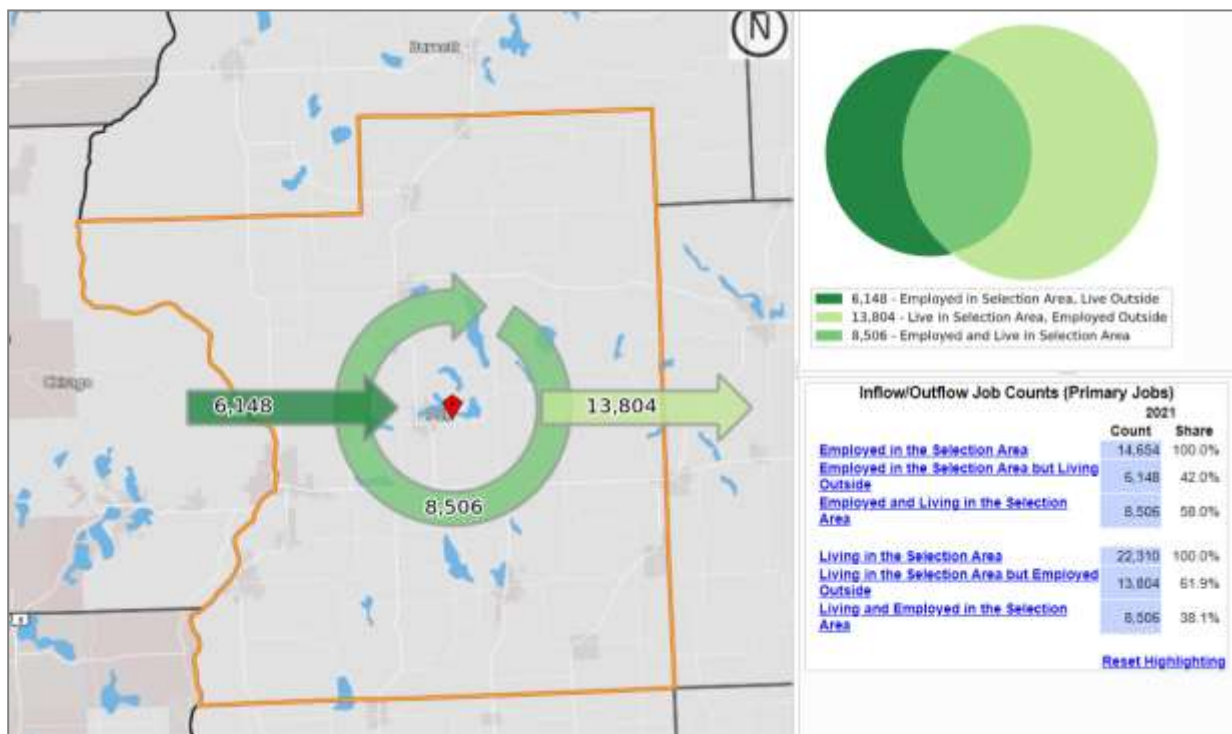 N
Burnett
Chisago
6,148
13,804
8,506
8
6,148 - Employed in Selection Area, Live Outside
13,804 - Live in Selection Area, Employed Outside
8,506 - Employed and Live in Selection Area
Inflow/Outflow Job Counts (Primary Jobs)
2021
Count Share
Employed in the Selection Area 14,654 100.0%
Employed in the Selection Area but Living
Outside 6,148 42.0%
Employed and Living in the Selection
Area 8,506 58.0%
Living in the Selection Area 22,310 100.0%
Living in the Selection Area but Employed
Outside 13,804 61.9%
Living and Employed in the Selection
Area 8,506 38.1%
Reset Highlighting